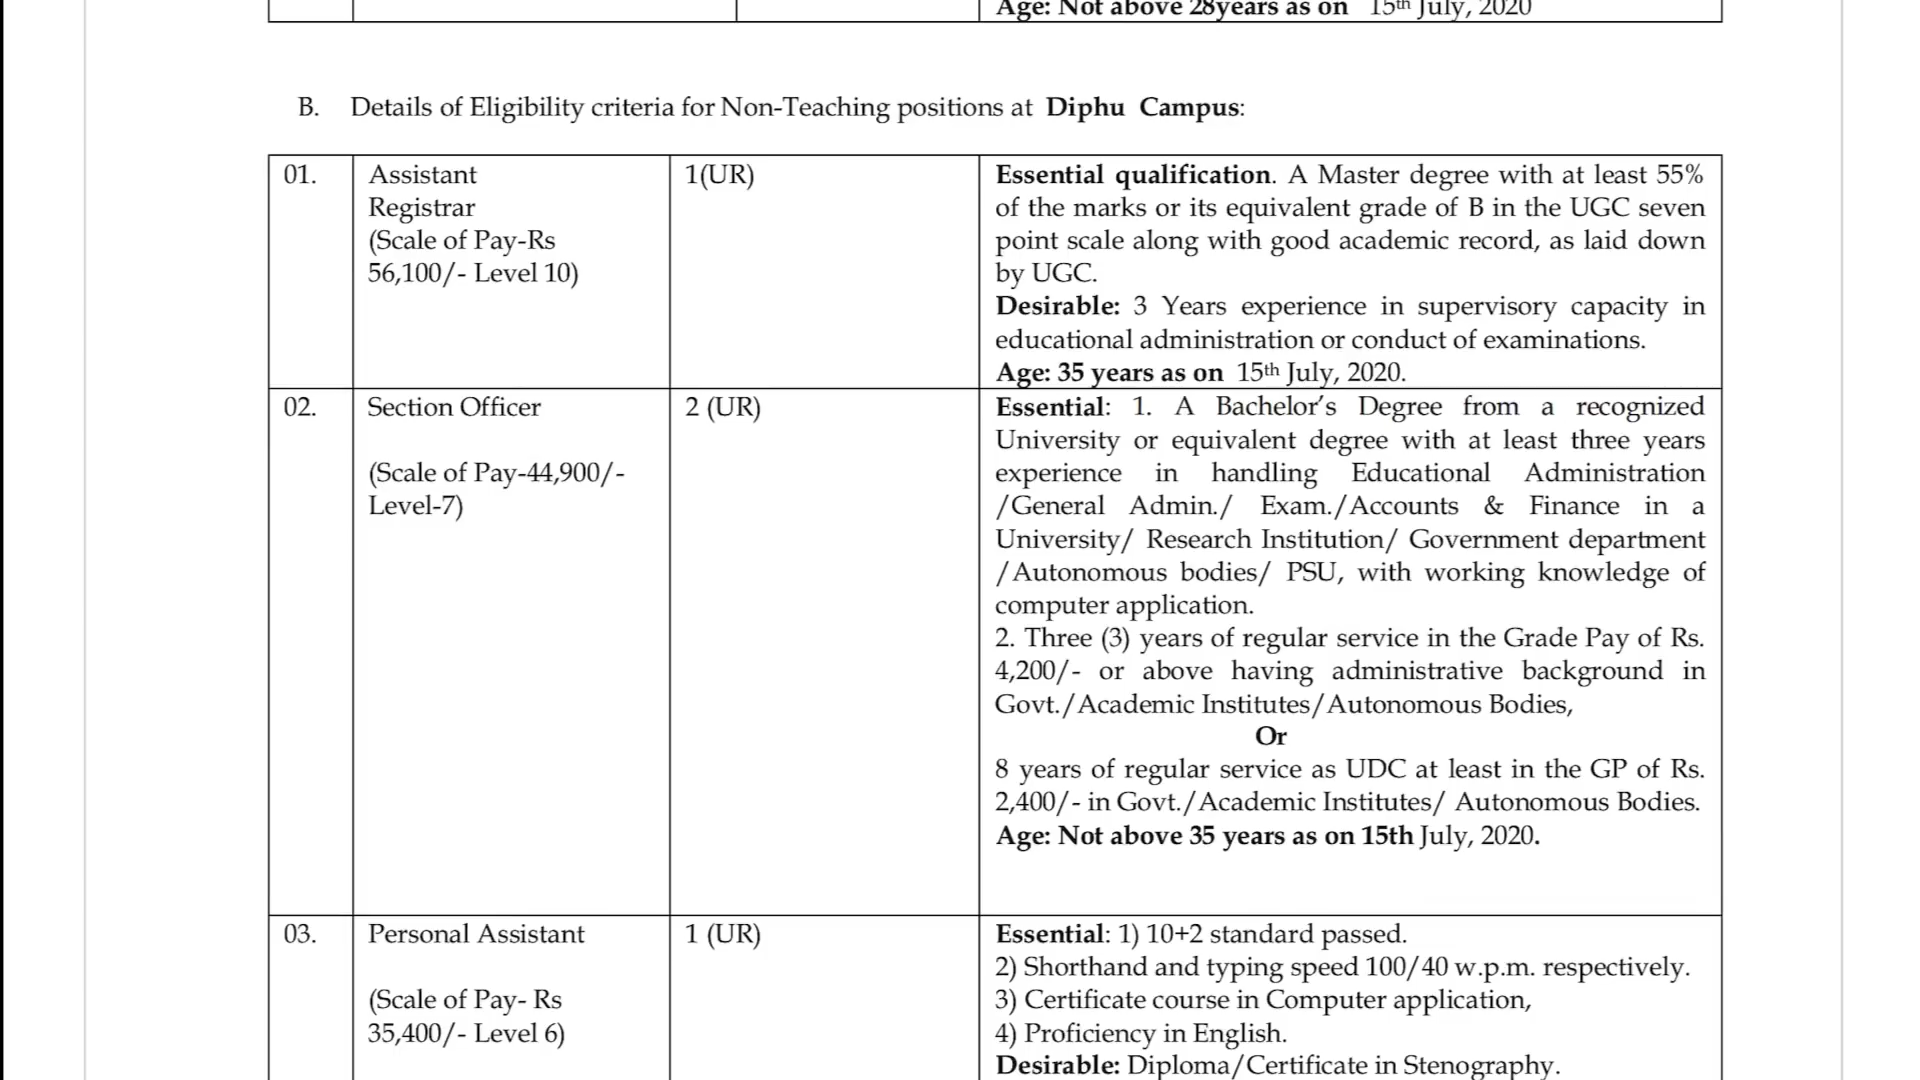 Age: Not above 28years as on 15th July, 2020
B. Details of Eligibility criteria for Non-Teaching positions at Diphu Campus:
01.
Assistant
Registrar
(Scale of Pay-Rs
56,100/- Level 10)
1(UR)
Essential qualification. A Master degree with at least 55%
of the marks or its equivalent grade of B in the UGC seven
point scale along with good academic record, as laid down
by UGC.
Desirable: 3 Years experience in supervisory capacity in
educational administration or conduct of examinations.
Age: 35 years as on 15th July, 2020.
02.
Section Officer
(Scale of Pay-44,900/-
Level-7)
2 (UR)
Essential: 1. A Bachelor’s Degree from a recognized
University or equivalent degree with at least three years
experience in handling Educational Administration
/General Admin./ Exam./Accounts & Finance in a
University/ Research Institution/ Government department
/Autonomous bodies/ PSU, with working knowledge of
computer application.
2. Three (3) years of regular service in the Grade Pay of Rs.
4,200/- or above having administrative background in
Govt./Academic Institutes/Autonomous Bodies,
Or
8 years of regular service as UDC at least in the GP of Rs.
2,400/- in Govt./Academic Institutes/ Autonomous Bodies.
Age: Not above 35 years as on 15th July, 2020.
03.
Personal Assistant
(Scale of Pay- Rs
35,400/- Level 6)
1 (UR)
Essential: 1) 10+2 standard passed.
2) Shorthand and typing speed 100/40 w.p.m. respectively.
3) Certificate course in Computer application,
4) Proficiency in English.
Desirable: Diploma/Certificate in Stenography.